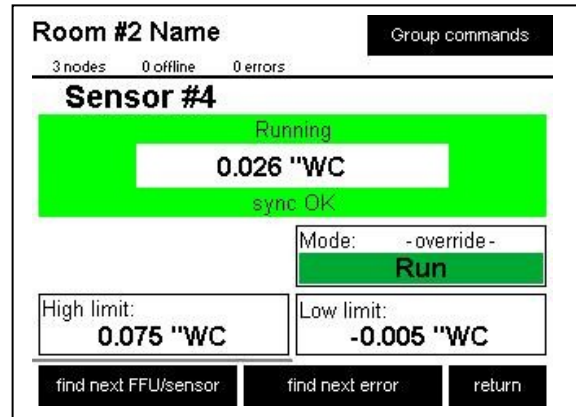 Room #2 Name
Group commands
3 nodes 0 offline 0 errors
Sensor #4
Running
0.026 "WC
sync OK
Mode: -override-
Run
High limit:
0.075 "WC
Low limit:
-0.005 "WC
find next FFU/sensor find next error return